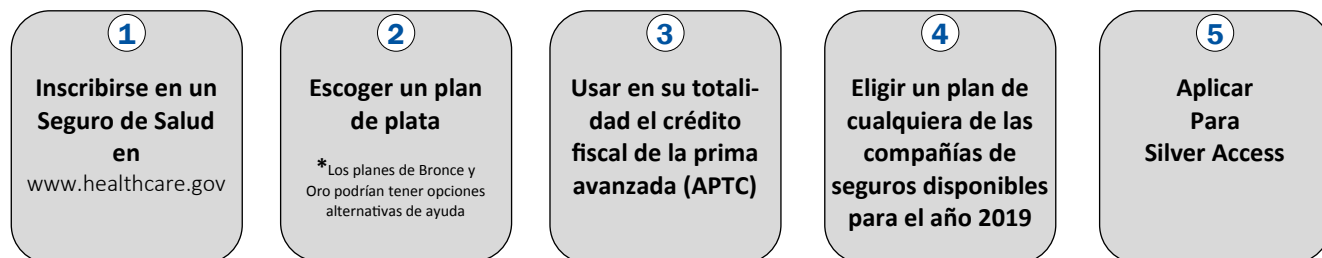 1
Inscribirse en un
Seguro de Salud
en
www.healthcare.gov
2
Escoger un plan
de plata
*Los planes de Bronce y
Oro podrían tener opciones
alternativas de ayuda
3
Usar en su totali-
dad el crédito
fiscal de la prima
avanzada (APTC)
4
Eligir un plan de
cualquiera de las
compañías de
seguros disponibles
para el año 2019
5
Aplicar
Para
Silver Access